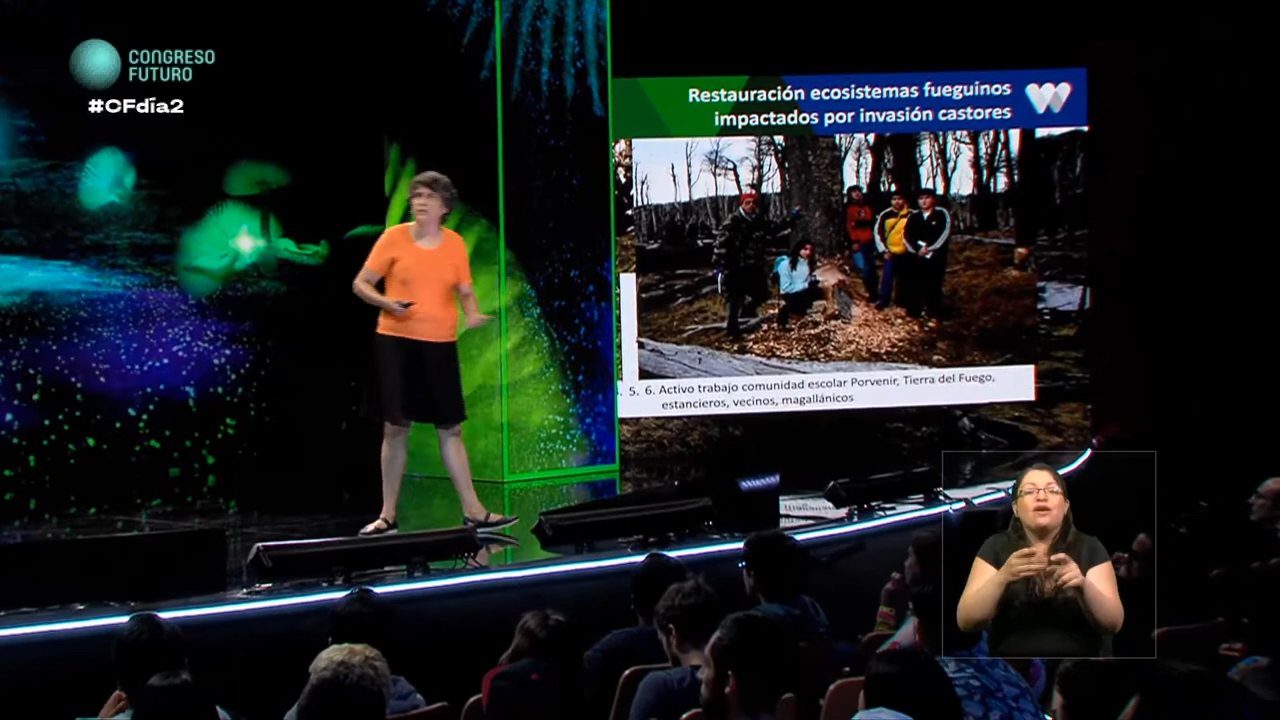 CONGRESO
FUTURO
#CFdía2
Restauración ecosistemas fueguinos
impactados por invasión castores
5. 6. Activo trabajo comunidad escolar Porvenir, Tierra del Fuego,
estancieros, vecinos, magallánicos